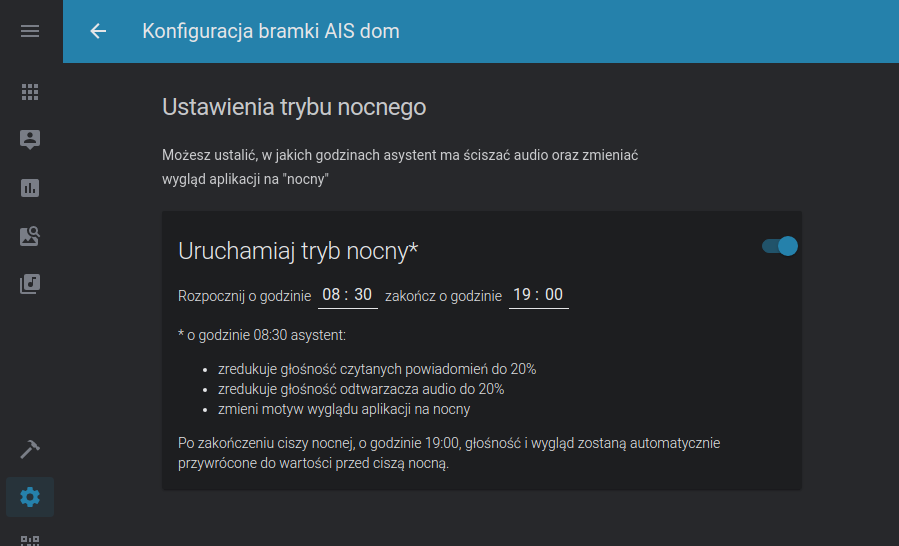 Konfiguracja bramki AIS dom
Ustawienia trybu nocnego
Możesz ustalić, w jakich godzinach asystent ma ściszać audio oraz zmieniać
wygląd aplikacji na "nocny"
Uruchamiaj tryb nocny*
Rozpocznij o godzinie 08 : 30 zakończ o godzinie 19 : 00
* o godzinie 08:30 asystent:
• zredukuje głośność czytanych powiadomień do 20%
• zredukuje głośność odtwarzacza audio do 20%
• zmieni motyw wyglądu aplikacji na nocny
Po zakończeniu ciszy nocnej, o godzinie 19:00, głośność i wygląd zostaną automatycznie
przywrócone do wartości przed ciszą nocną.